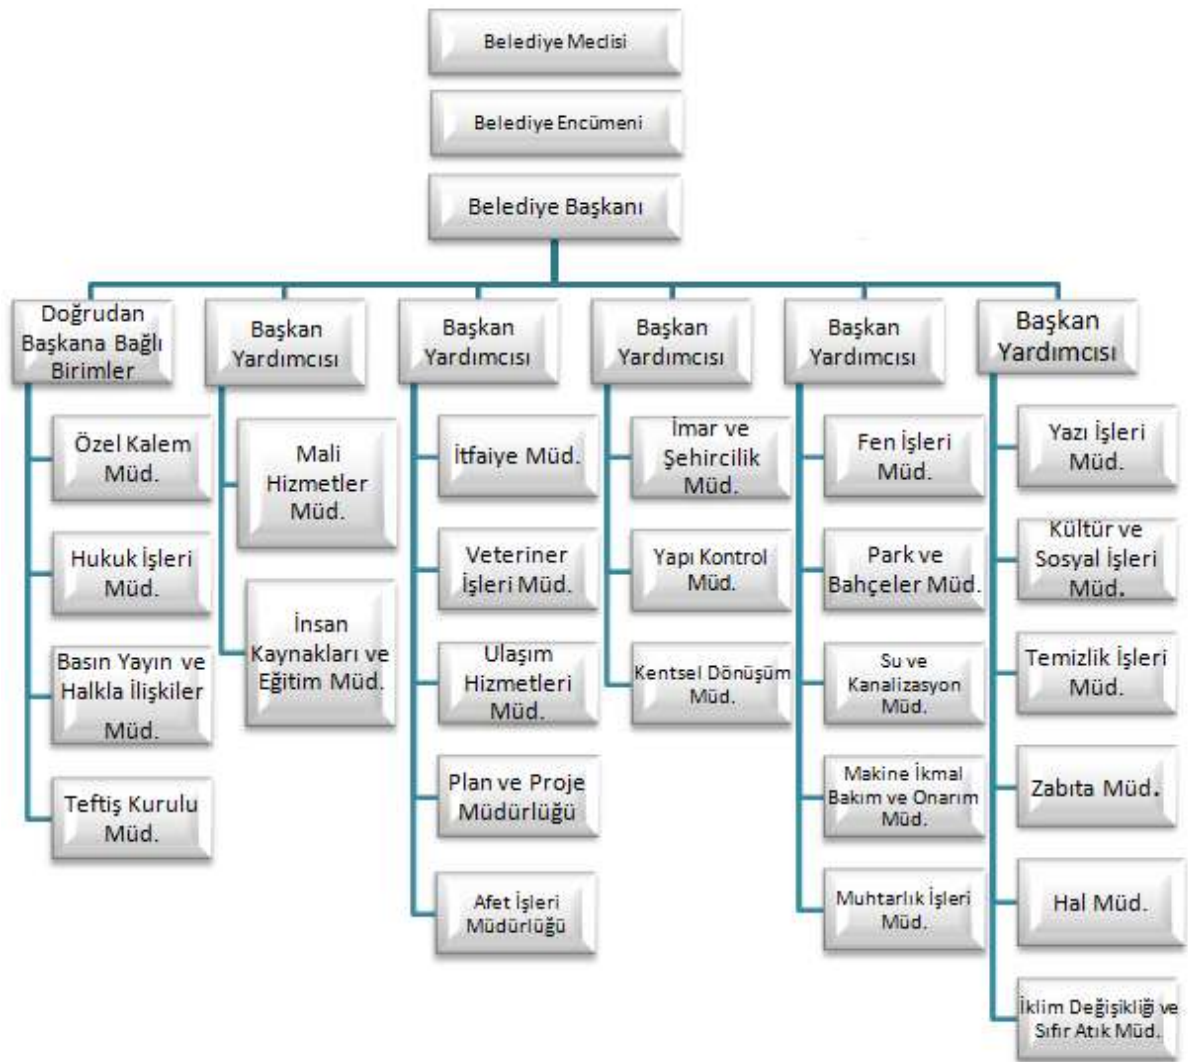 Belediye Meclisi
Belediye Encümeni
Belediye Başkanı
Doğrudan
Başkana Bağlı
Birimler
Özel Kalem
Müd.
Hukuk İşleri
Müd.
Basın Yayın ve
Halkla İlişkiler
Müd.
Teftiş Kurulu
Müd.
Başkan
Yardımcısı
Mali
Hizmetler
Müd.
İnsan
Kaynakları ve
Eğitim Müd.
Başkan
Yardımcısı
İtfaiye Müd.
Veteriner
İşleri Müd.
Ulaşım
Hizmetleri
Müd.
Plan ve Proje
Müdürlüğü
Afet İşleri
Müdürlüğü
Başkan
Yardımcısı
İmar ve
Şehircilik
Müd.
Yapı Kontrol
Müd.
Kentsel Dönüşüm
Müd.
Başkan
Yardımcısı
Fen İşleri
Müd.
Park ve
Bahçeler Müd.
Su ve
Kanalizasyon
Müd.
Makine İkmal
Bakım ve Onarım
Müd.
Muhtarlık İşleri
Müd.
Başkan
Yardımcısı
Yazı İşleri
Müd.
Kültür ve
Sosyal İşleri
Müd.
Temizlik İşleri
Müd.
Zabıta Müd.
Hal Müd.
İklim Değişikliği ve
Sıfır Atık Müd.